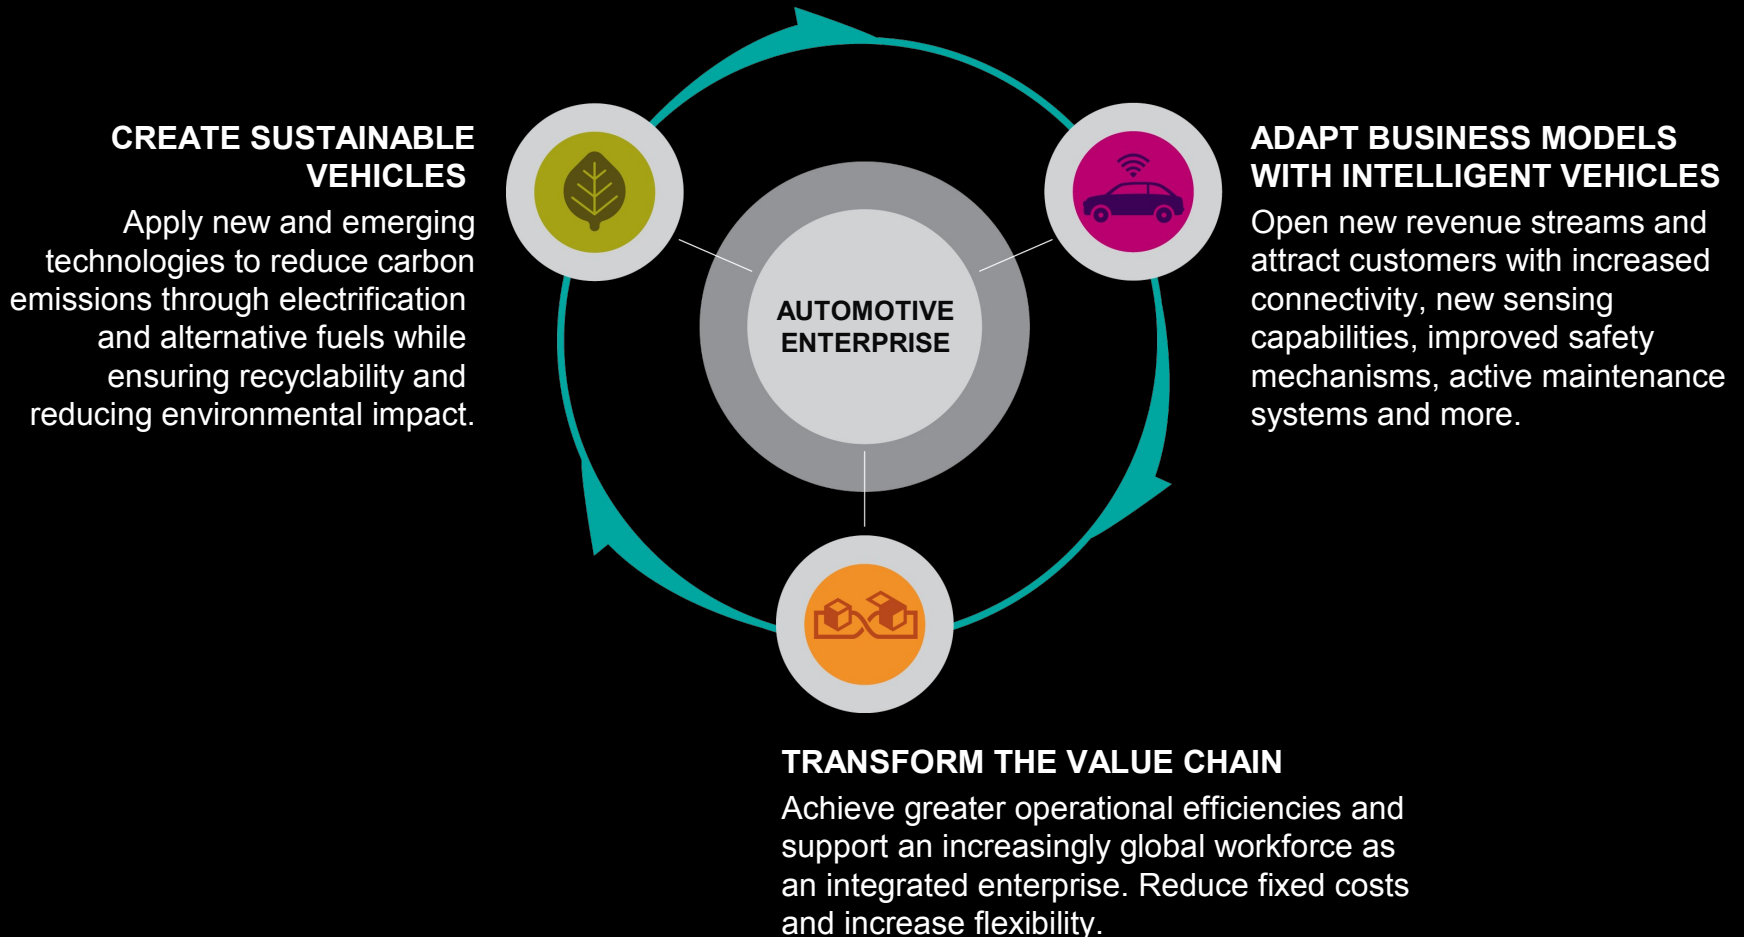 CREATE SUSTAINABLE
VEHICLES
Apply new and emerging
technologies to reduce carbon
emissions through electrification
and alternative fuels while
ensuring recyclability and
reducing environmental impact.
AUTOMOTIVE
ENTERPRISE
ADAPT BUSINESS MODELS
WITH INTELLIGENT VEHICLES
Open new revenue streams and
attract customers with increased
connectivity, new sensing
capabilities, improved safety
mechanisms, active maintenance
systems and more.
TRANSFORM THE VALUE CHAIN
Achieve greater operational efficiencies and
support an increasingly global workforce as
an integrated enterprise. Reduce fixed costs
and increase flexibility.